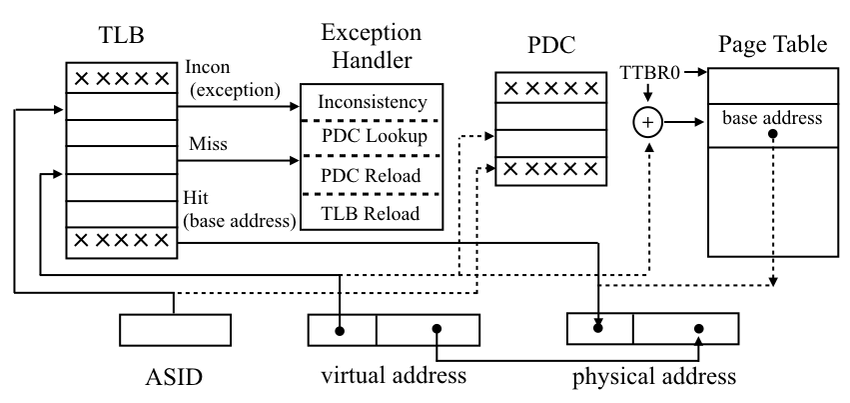 TLB
Exception
Handler
PDC
Page Table
× × × × ×
Incon
(exception)
Inconsistency
× × × × ×
TTBR0
+
base address
Miss
PDC Lookup
PDC Reload
× × × × ×
Hit
(base address)
TLB Reload
× × × × ×
ASID
virtual address
physical address